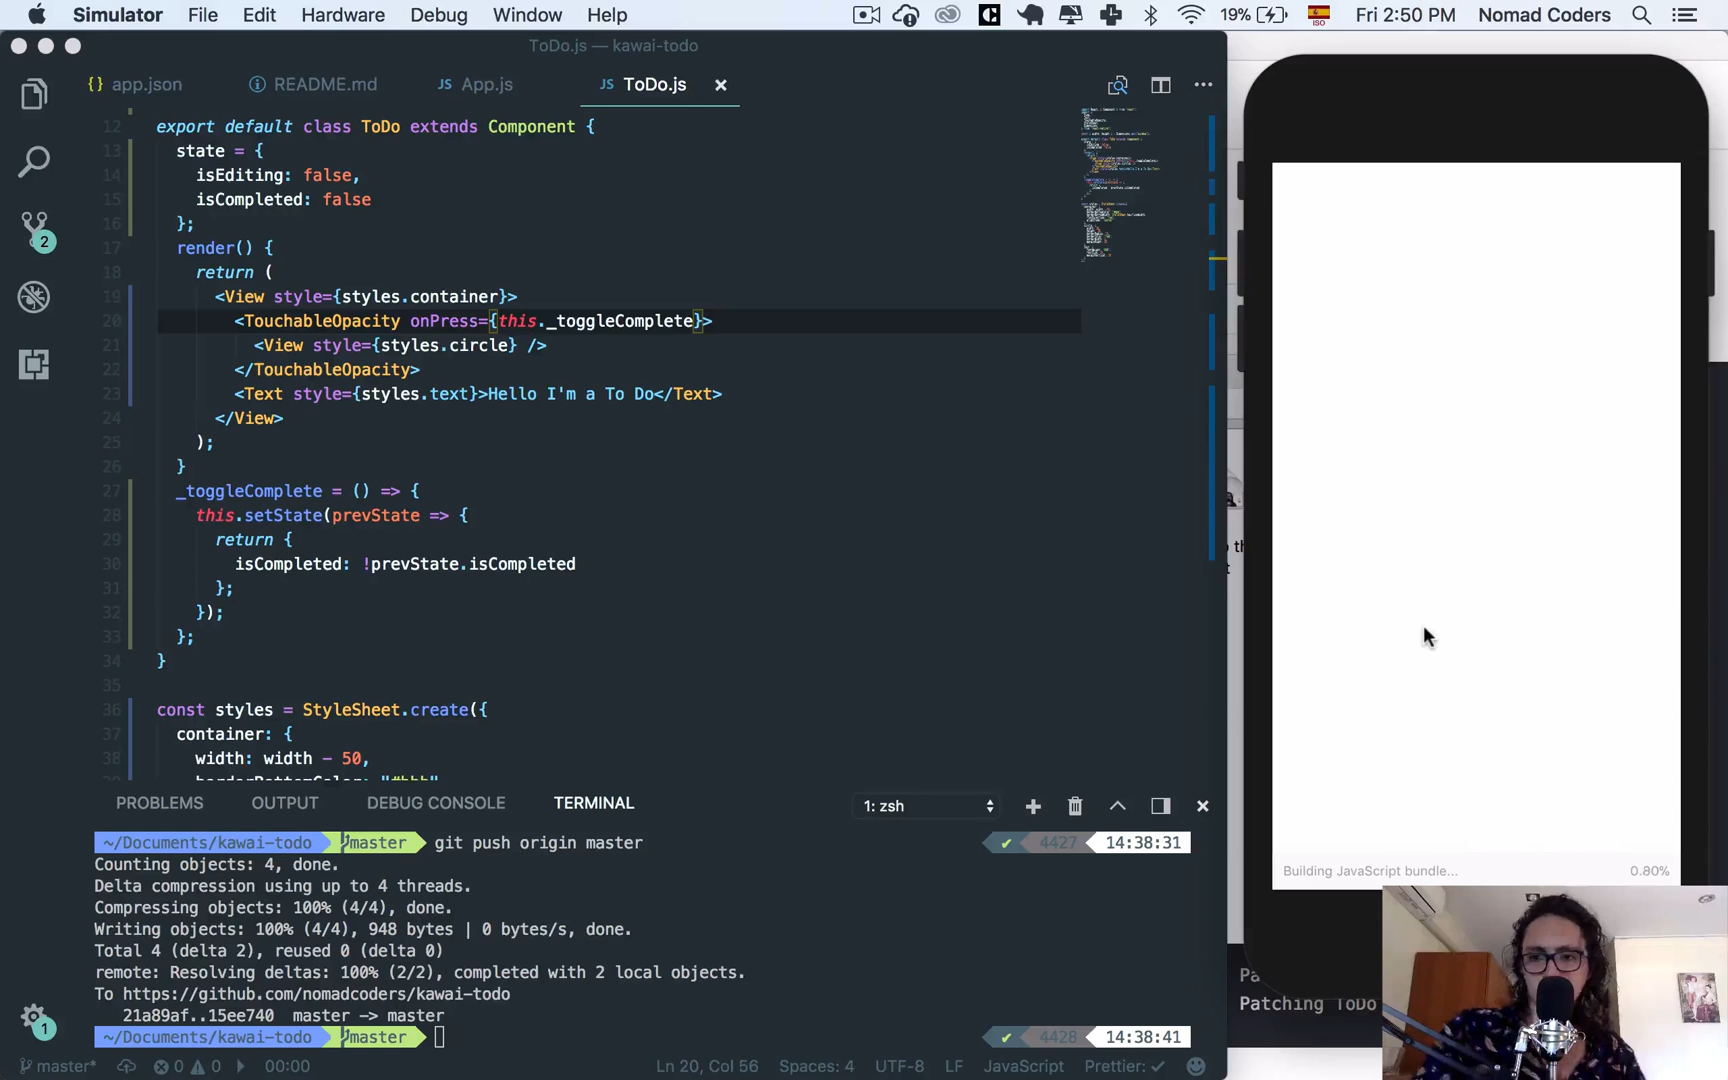 Simulator File Edit Hardware Debug Window Help 19% ISO Fri 2:50 PM Nomad Coders
ToDo.js — kawai-todo
{} app.json README.md JS App.js JS ToDo.js
12 export default class ToDo extends Component {
13 state = {
14 isEditing: false,
15 isCompleted: false
16 };
17 render() {
18 return (
19 <View style={styles.container}>
20 <TouchableOpacity onPress={this._toggleComplete}>
21 <View style={styles.circle} />
22 </TouchableOpacity>
23 <Text style={styles.text}>Hello I'm a To Do</Text>
24 </View>
25 );
26 }
27 _toggleComplete = () => {
28 this.setState(prevState => {
29 return {
30 isCompleted: !prevState.isCompleted
31 };
32 });
33 };
34 }
35
36 const styles = StyleSheet.create({
37 container: {
38 width: width - 50,
2
PROBLEMS OUTPUT DEBUG CONSOLE TERMINAL 1: zsh
~/Documents/kawai-todo master git push origin master ✔ 4427 14:38:31
Counting objects: 4, done.
Delta compression using up to 4 threads.
Compressing objects: 100% (4/4), done.
Writing objects: 100% (4/4), 948 bytes | 0 bytes/s, done.
Total 4 (delta 2), reused 0 (delta 0)
remote: Resolving deltas: 100% (2/2), completed with 2 local objects.
To https://github.com/nomadcoders/kawai-todo
21a89af..15ee740 master -> master
~/Documents/kawai-todo master ✔ 4428 14:38:41
1
master* 0 0 00:00 Ln 20, Col 56 Spaces: 4 UTF-8 LF JavaScript Prettier: ✓
Building JavaScript bundle... 0.80%
Patching ToDo